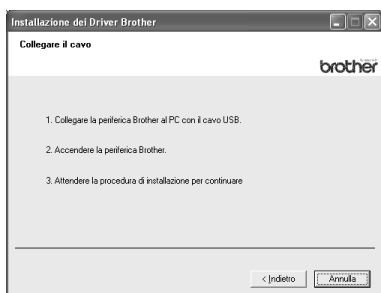 Installazione dei Driver Brother
Collegare il cavo
brother
1. Collegare la periferica Brother al PC con il cavo USB.
2. Accendere la periferica Brother.
3. Attendere la procedura di installazione per continuare
< Indietro
Annulla